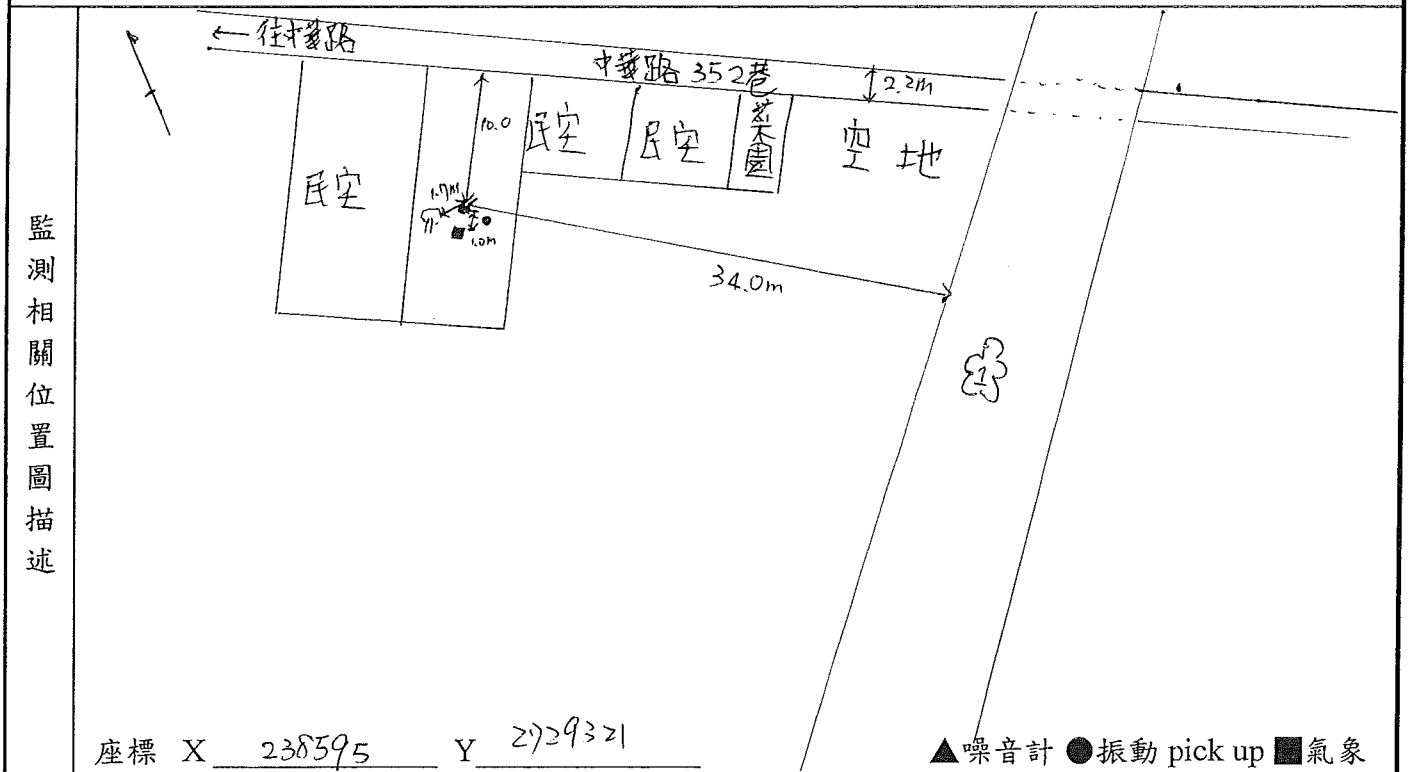 監測相關位置圖描述
← 往中華路
中華路 352巷
2.2m
10.0
民宅
民宅
民宅
菜園
空地
1.7m
1.0m
34.0m
1
座標 X 238595 Y 2729321
▲噪音計 ●振動 pick up ■氣象